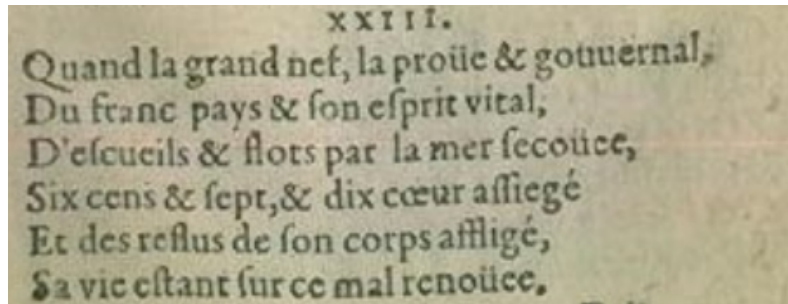 XXIII.
Quand la grand nef, la proüe & gouuernal,
Du franc pays & ſon eſprit vital,
D'eſcueils & flots par la mer ſecoüee,
Six cens & ſept, & dix cœur aſſiegé
Et des reflus de ſon corps affligé,
Sa vie eſtant ſur ce mal renoüee.